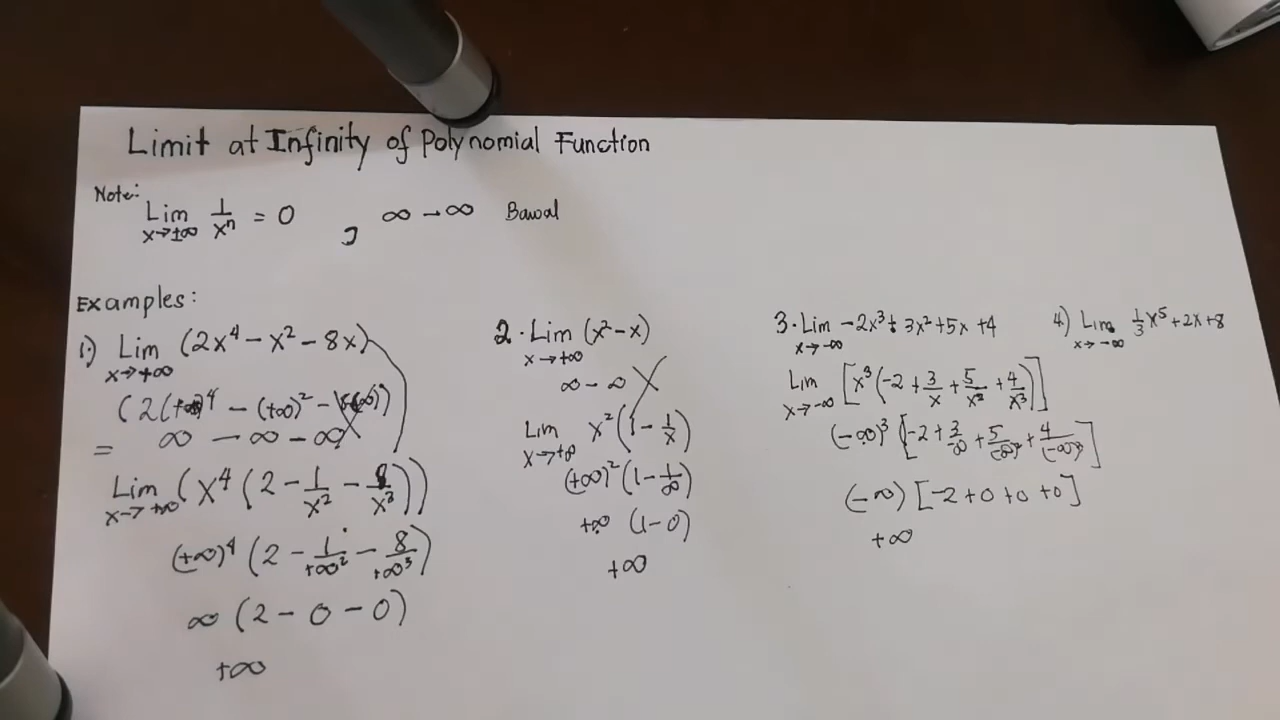 Limit at Infinity of Polynomial Function
Note:
Lim 1/xⁿ = 0 , ∞ - ∞ Bawal
x→±∞
Examples:
1.) Lim (2x⁴ - x² - 8x)
x→+∞
(2(+∞)⁴ - (+∞)² - 8(∞))
= ∞ - ∞ - ∞
Lim (x⁴(2 - 1/x² - 8/x³))
x→+∞
(+∞)⁴ (2 - 1/+∞² - 8/+∞³)
∞ (2 - 0 - 0)
+∞
2. Lim (x² - x)
x→+∞
∞ - ∞ X
Lim x²(1 - 1/x)
x→+∞
(+∞)² (1 - 1/∞)
+∞ (1-0)
+∞
3. Lim -2x³ + 3x² + 5x + 4
x→-∞
Lim [x³(-2 + 3/x + 5/x² + 4/x³)]
x→-∞
(-∞)³ [-2 + 3/-∞ + 5/(-∞)² + 4/(-∞)³]
(-∞) [-2 + 0 + 0 + 0]
+∞
4.) Lim 1/3 x⁵ + 2x + 8
x→-∞